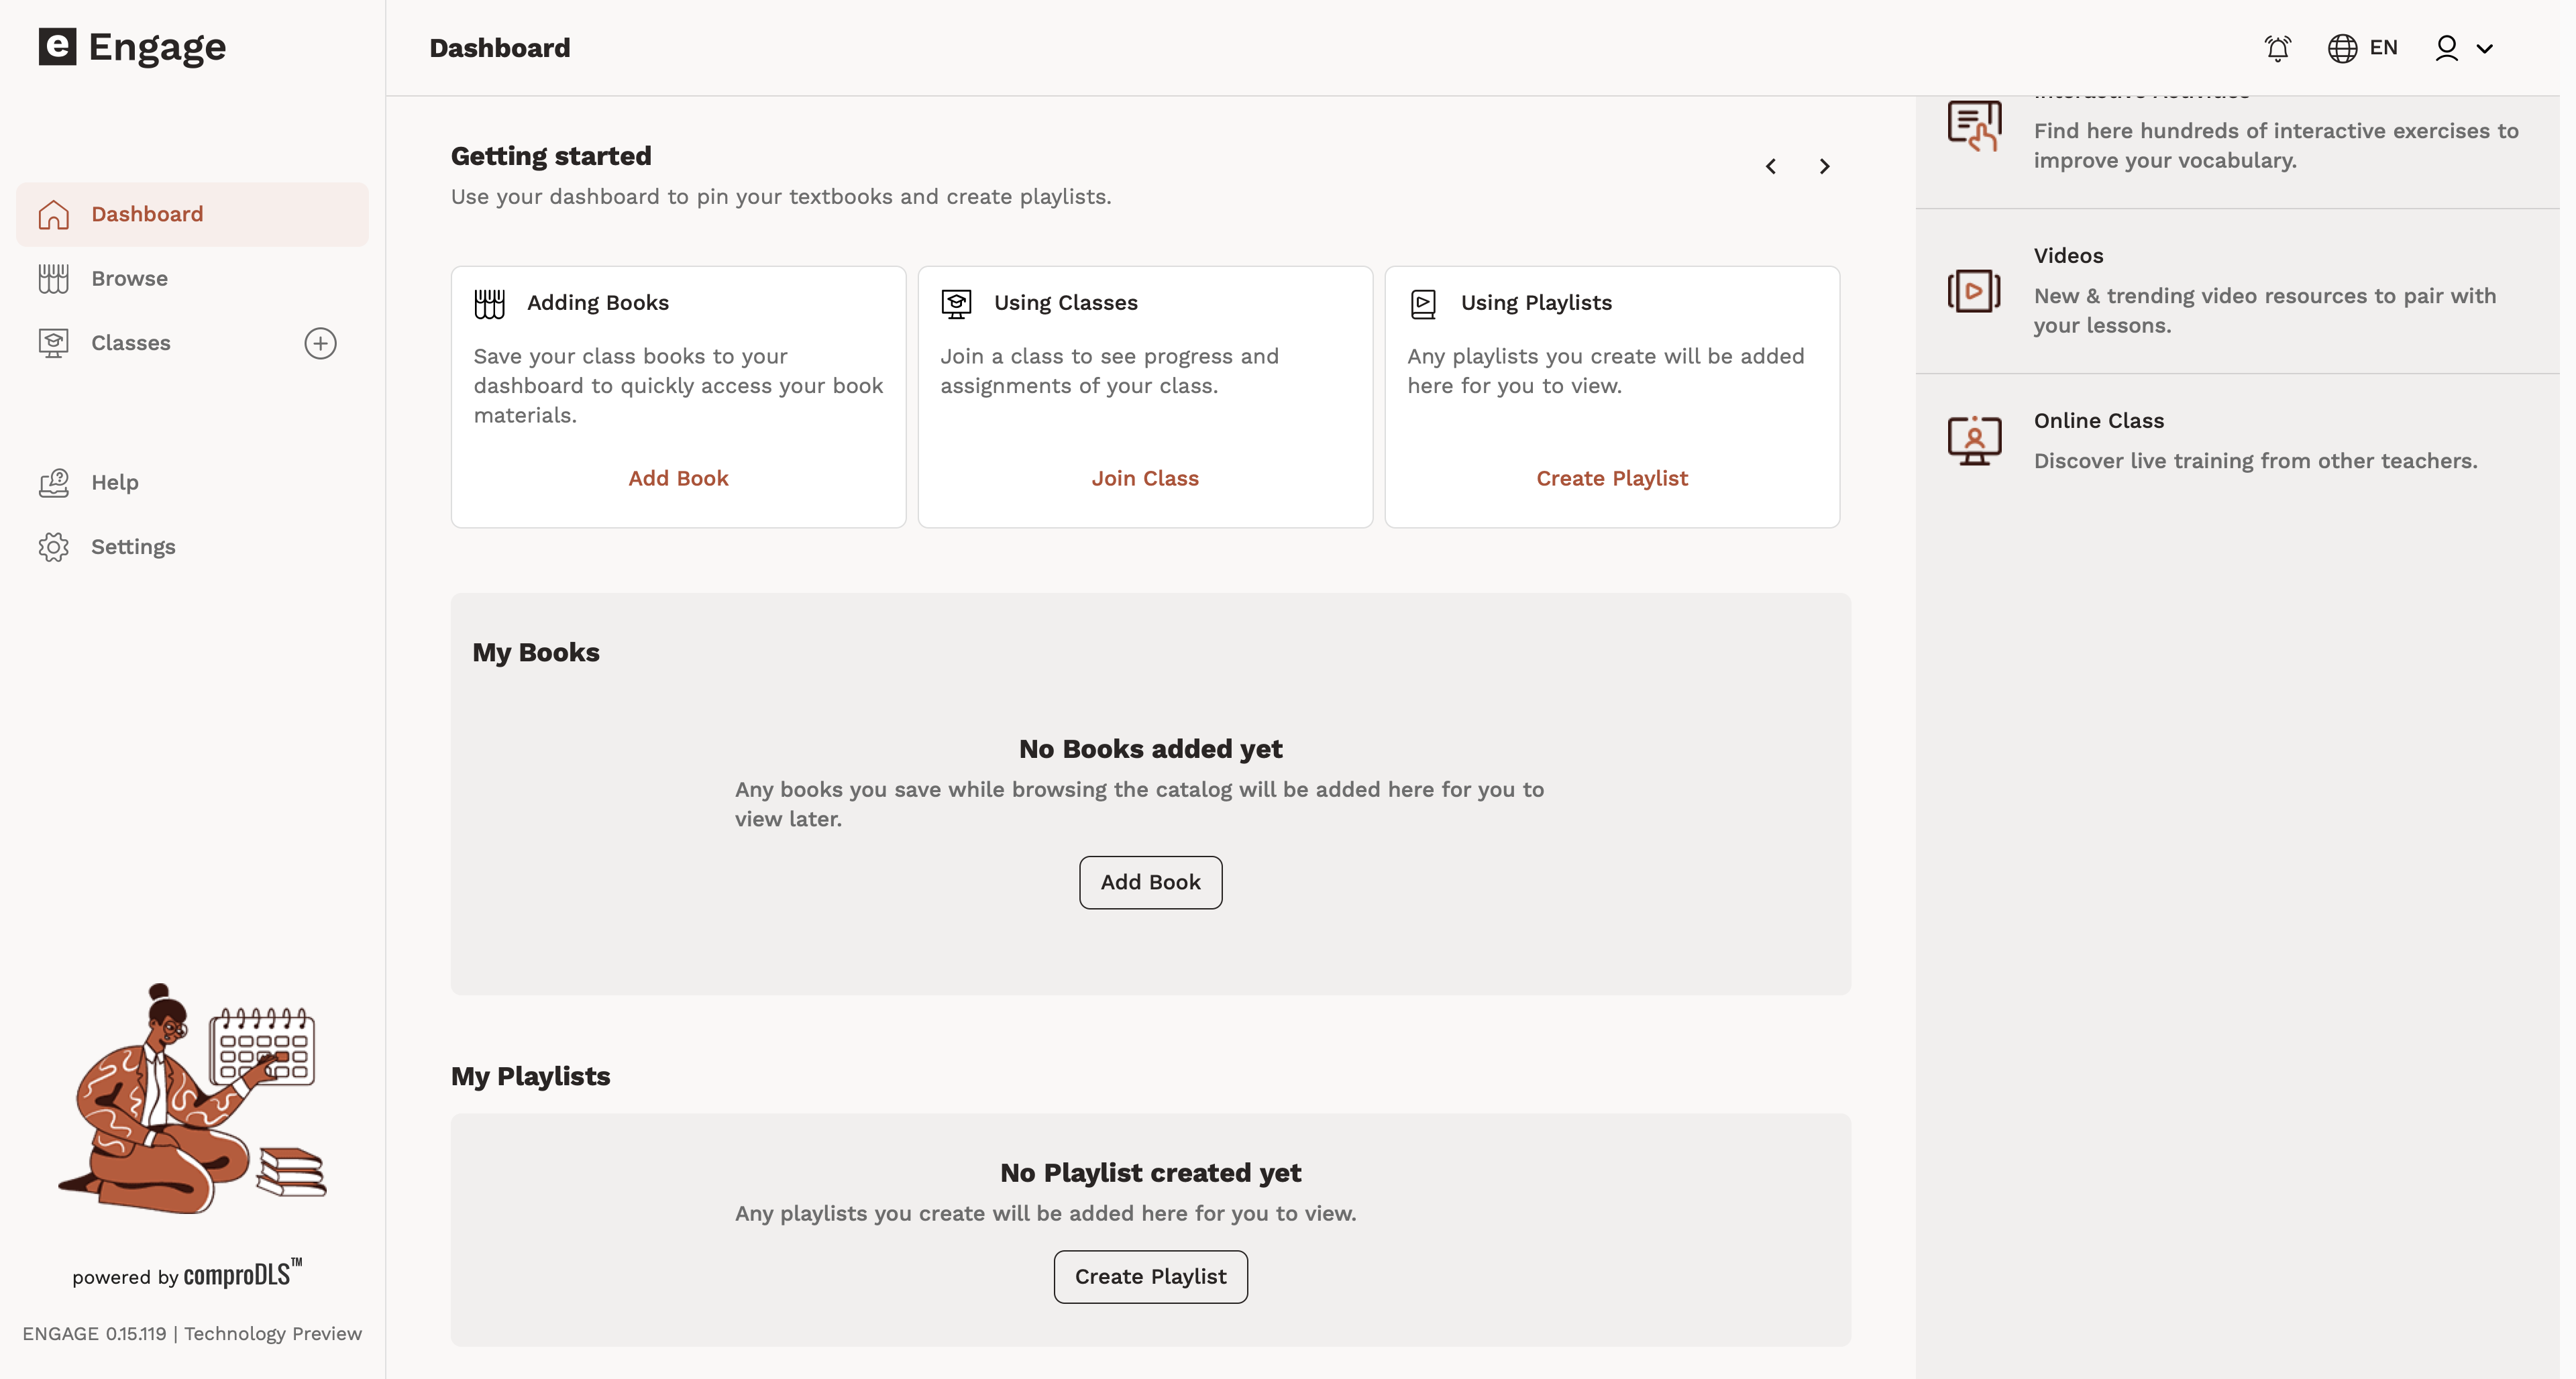 e Engage
Dashboard
EN
Dashboard
Browse
Classes
Help
Settings
powered by comproDLS™
ENGAGE 0.15.119 | Technology Preview
Getting started
Use your dashboard to pin your textbooks and create playlists.
Adding Books
Save your class books to your
dashboard to quickly access your book
materials.
Add Book
Using Classes
Join a class to see progress and
assignments of your class.
Join Class
Using Playlists
Any playlists you create will be added
here for you to view.
Create Playlist
My Books
No Books added yet
Any books you save while browsing the catalog will be added here for you to
view later.
Add Book
My Playlists
No Playlist created yet
Any playlists you create will be added here for you to view.
Create Playlist
Find here hundreds of interactive exercises to
improve your vocabulary.
Videos
New & trending video resources to pair with
your lessons.
Online Class
Discover live training from other teachers.